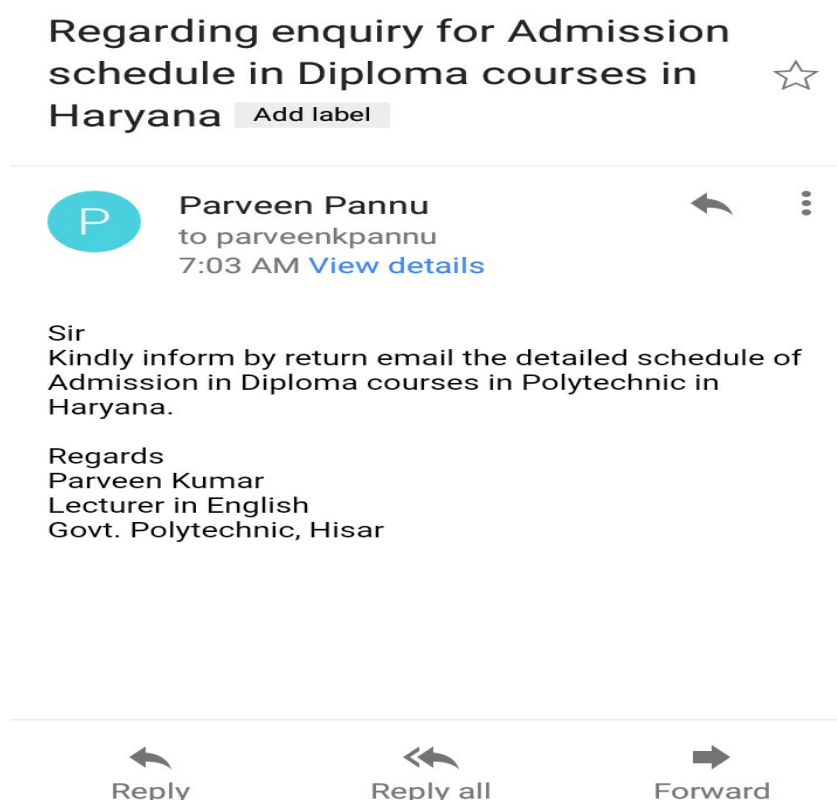 Regarding enquiry for Admission
schedule in Diploma courses in
Haryana Add label
P
Parveen Pannu
to parveenkpannu
7:03 AM View details
Sir
Kindly inform by return email the detailed schedule of
Admission in Diploma courses in Polytechnic in
Haryana.
Regards
Parveen Kumar
Lecturer in English
Govt. Polytechnic, Hisar
Reply Reply all Forward